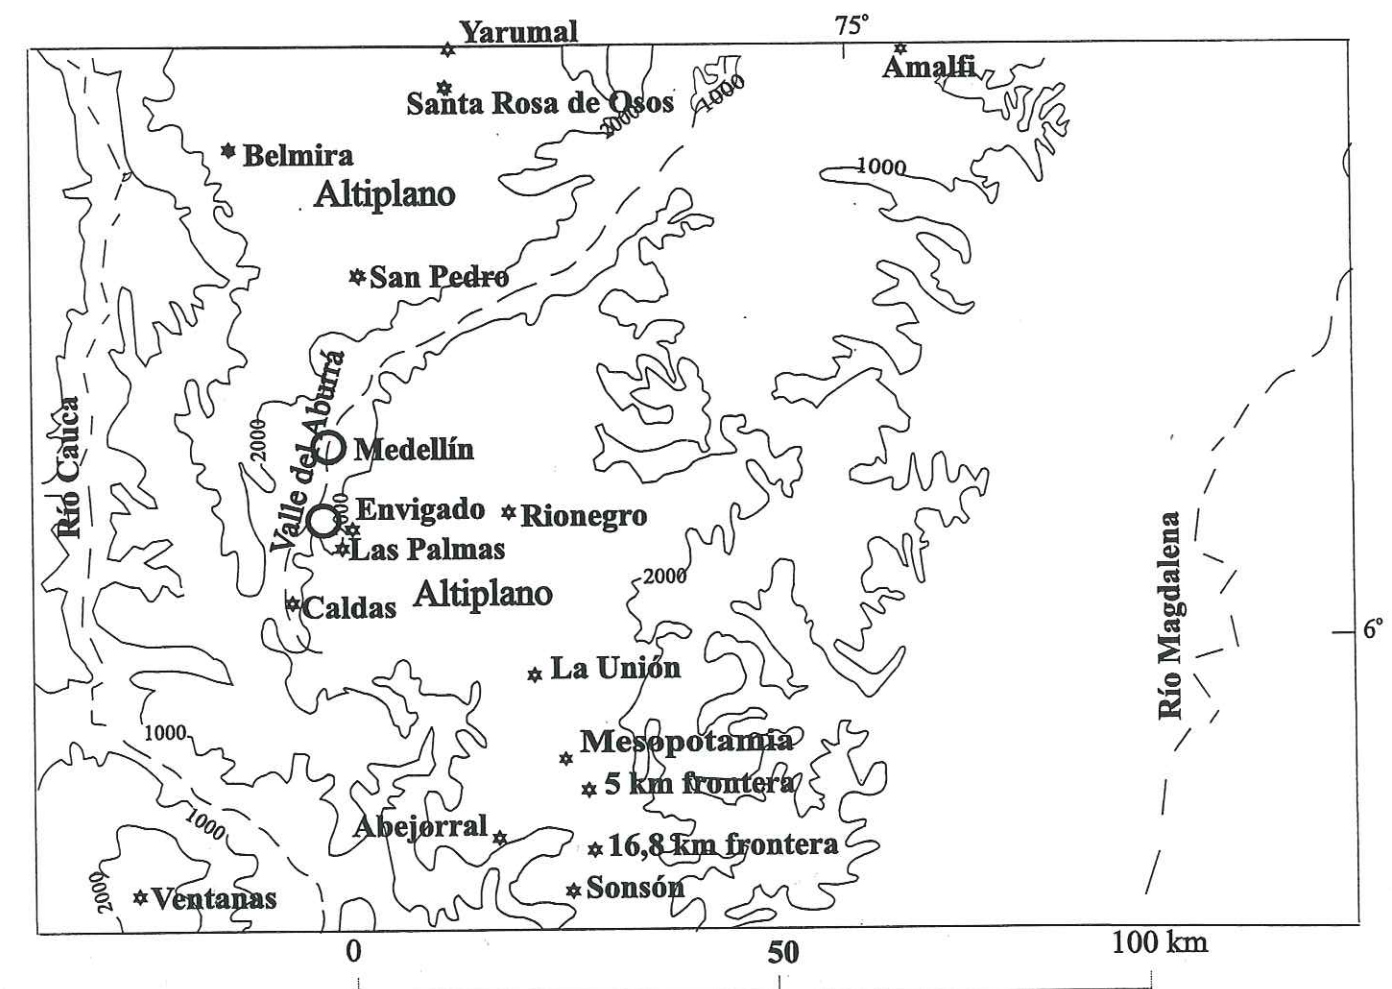 Yarumal
75°
Amalfi
Santa Rosa de Osos
2000
1000
Belmira
Altiplano
1000
San Pedro
Valle del Aburrá
2000
Río Cauca
Medellín
Envigado
Rionegro
Las Palmas
2000
Altiplano
Caldas
Río Magdalena
6°
La Unión
1000
Mesopotamia
5 km frontera
1000
Abejorral
16,8 km frontera
2000
Ventanas
Sonsón
0
50
100 km